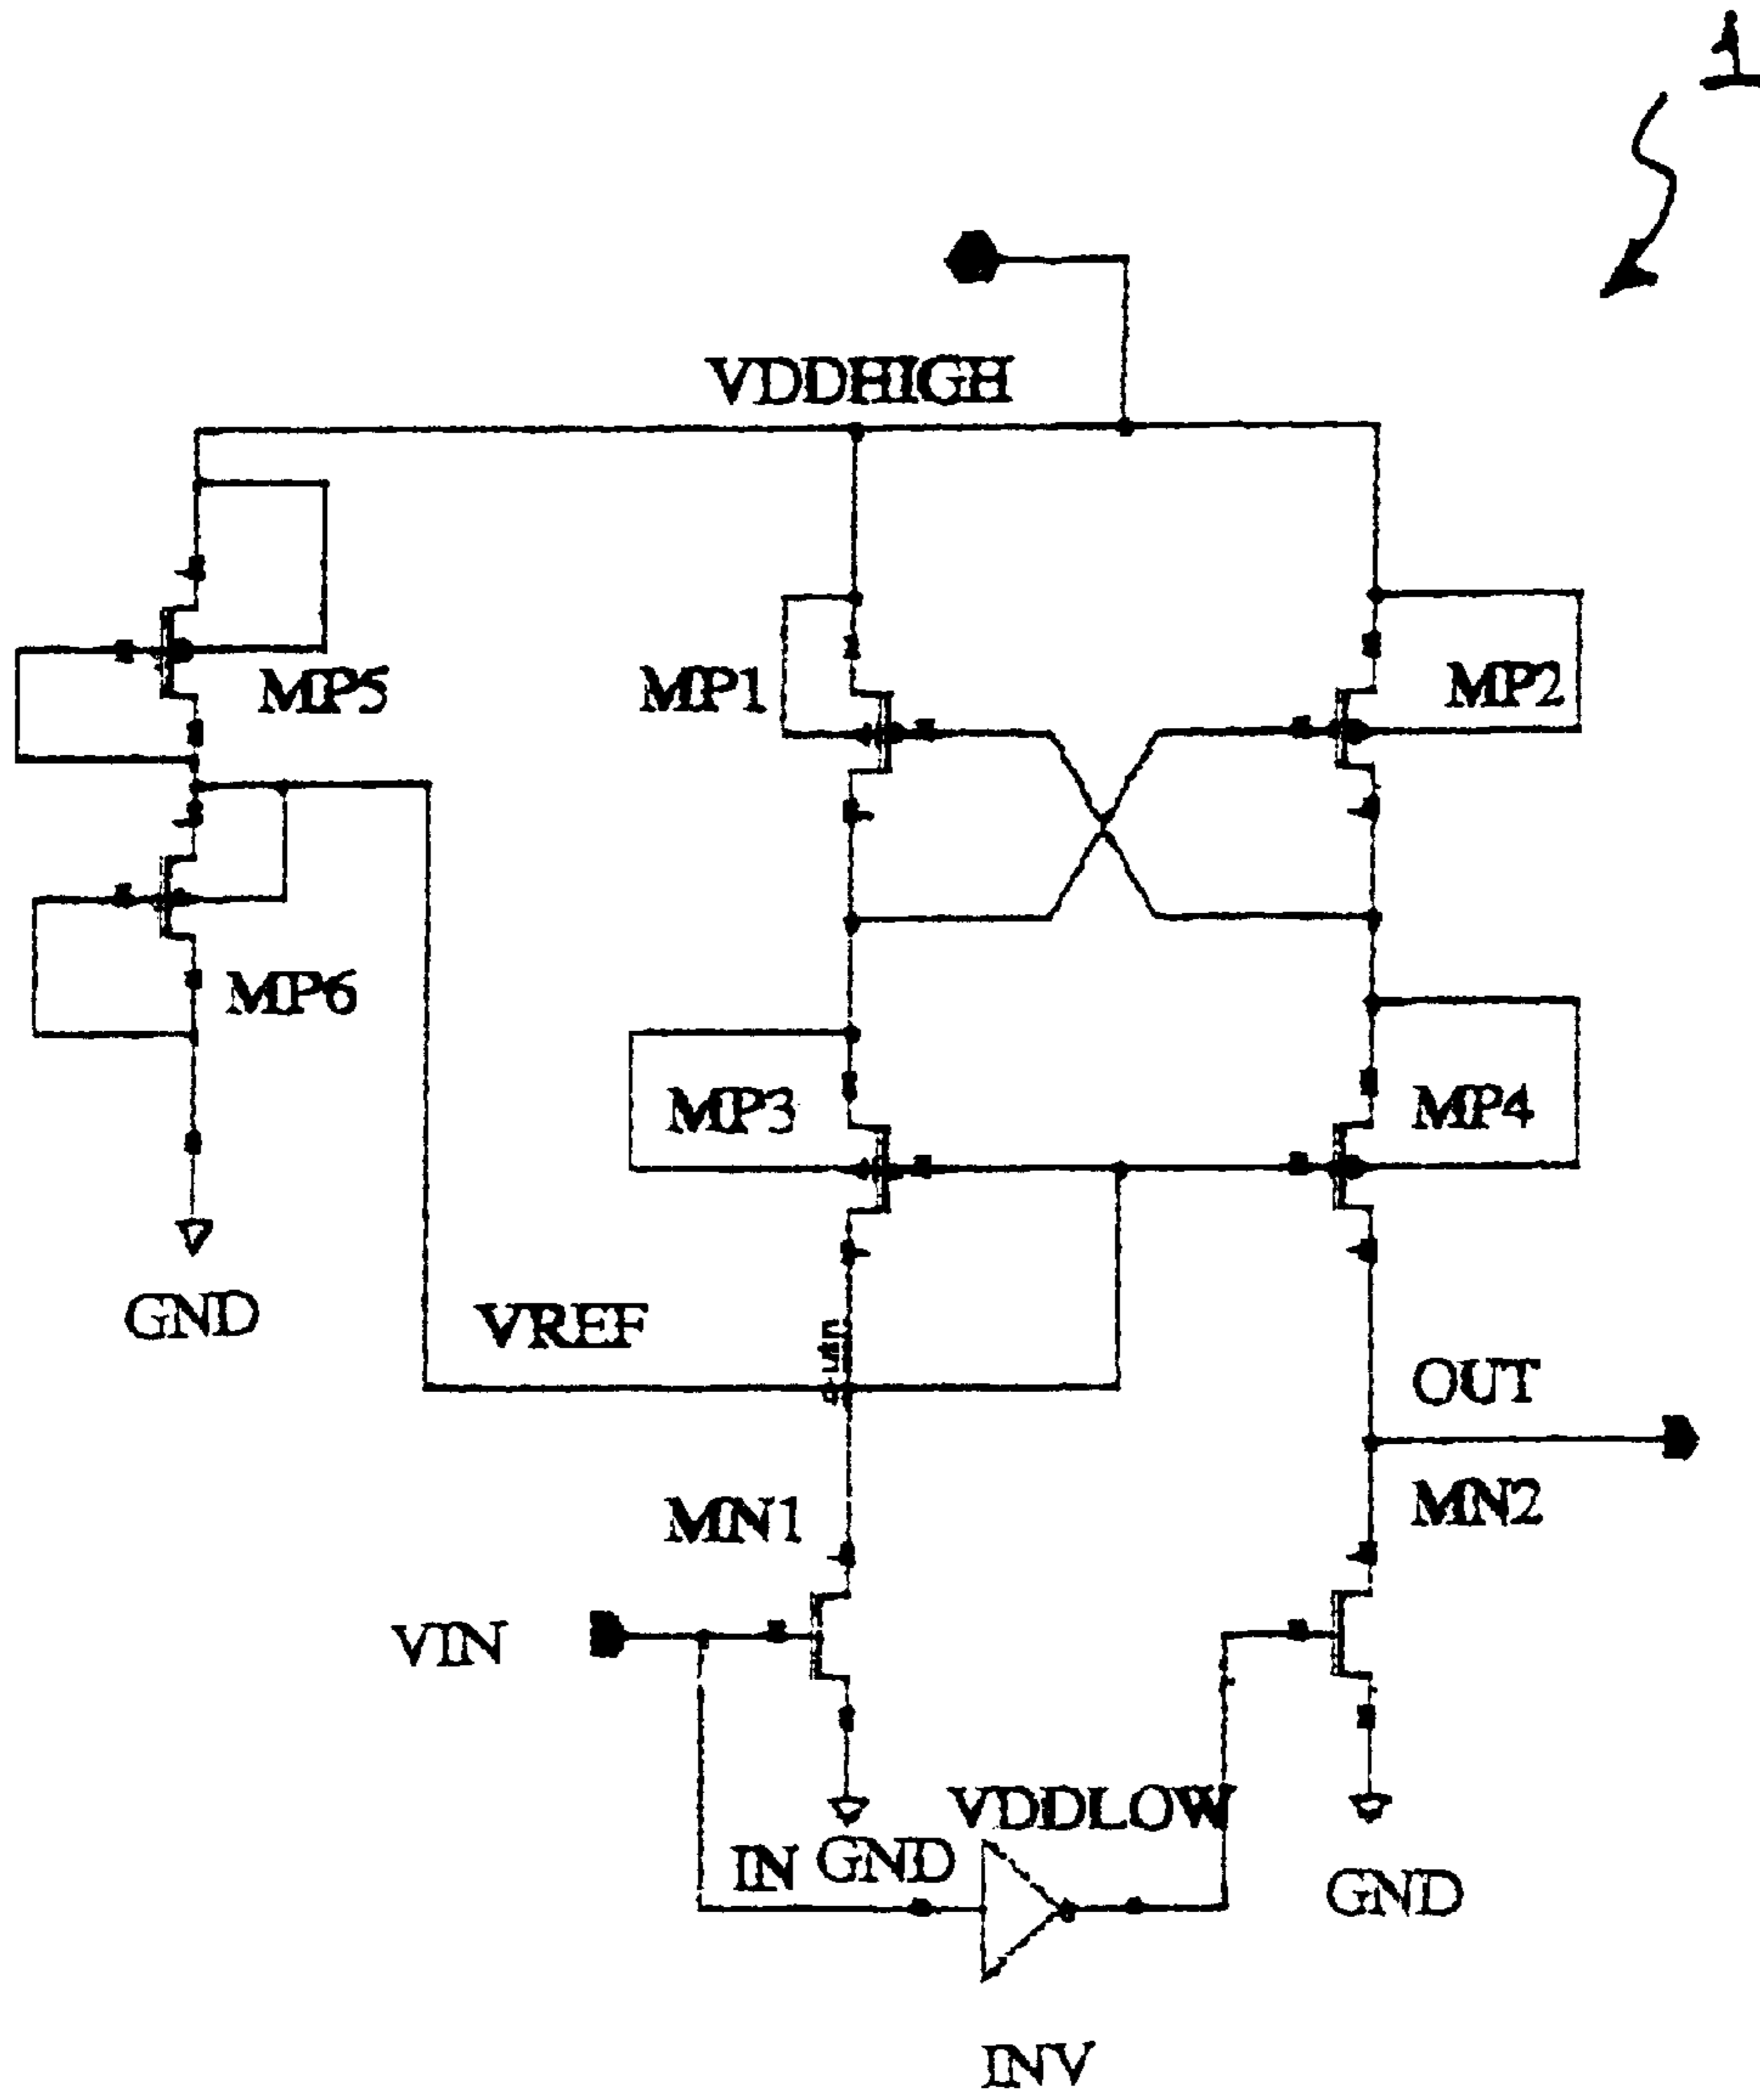 1
VDDHIGH
MP5
MP1
MP2
MP6
MP3
MP4
GND
VREF
OUT
MN1
MN2
VIN
VDDLOW
IN
GND
GND
INV